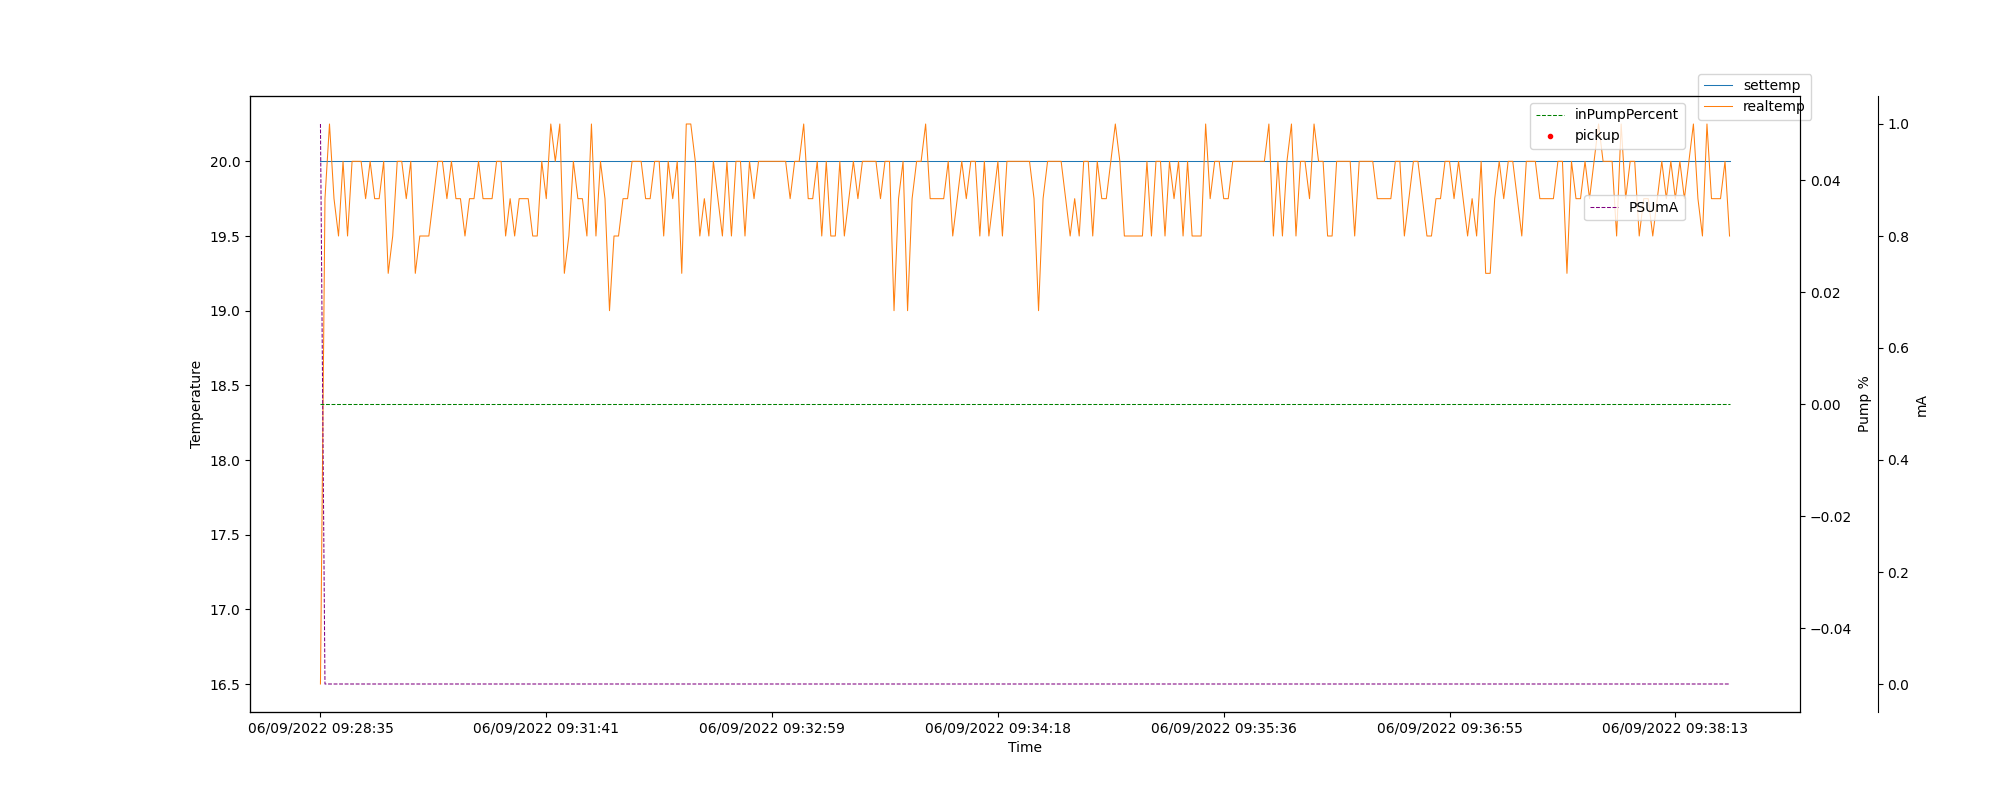 settemp
realtemp
inPumpPercent
pickup
PSUmA
20.0
19.5
19.0
18.5
18.0
17.5
17.0
16.5
Temperature
0.04
0.02
0.00
−0.02
−0.04
Pump %
1.0
0.8
0.6
0.4
0.2
0.0
mA
06/09/2022 09:28:35
06/09/2022 09:31:41
06/09/2022 09:32:59
06/09/2022 09:34:18
06/09/2022 09:35:36
06/09/2022 09:36:55
06/09/2022 09:38:13
Time